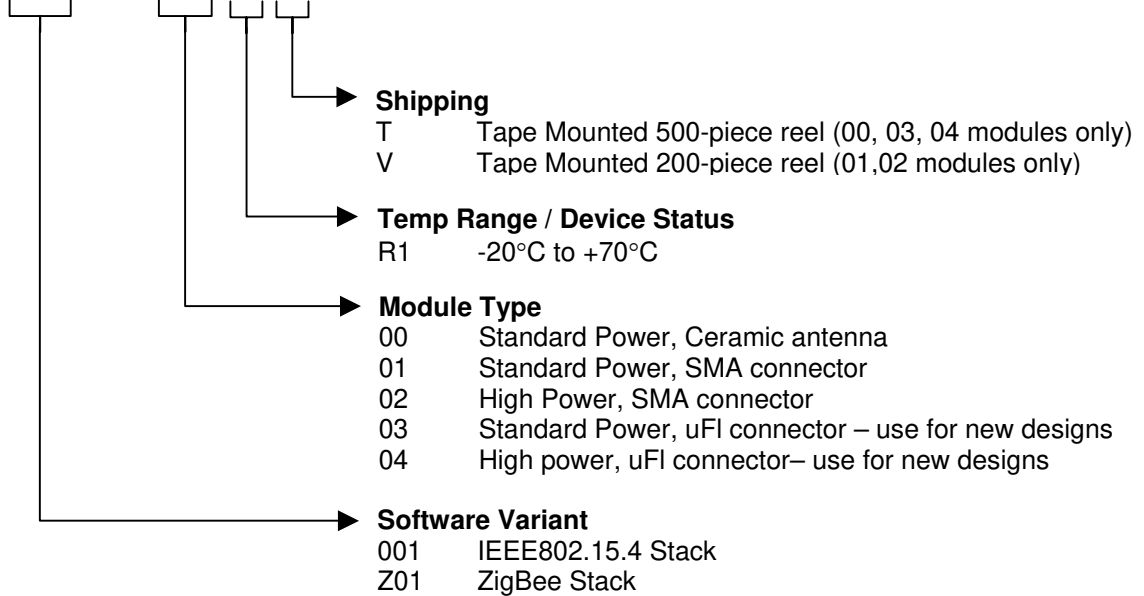 Shipping
T Tape Mounted 500-piece reel (00, 03, 04 modules only)
V Tape Mounted 200-piece reel (01,02 modules only)
Temp Range / Device Status
R1 -20°C to +70°C
Module Type
00 Standard Power, Ceramic antenna
01 Standard Power, SMA connector
02 High Power, SMA connector
03 Standard Power, uFl connector – use for new designs
04 High power, uFl connector– use for new designs
Software Variant
001 IEEE802.15.4 Stack
Z01 ZigBee Stack